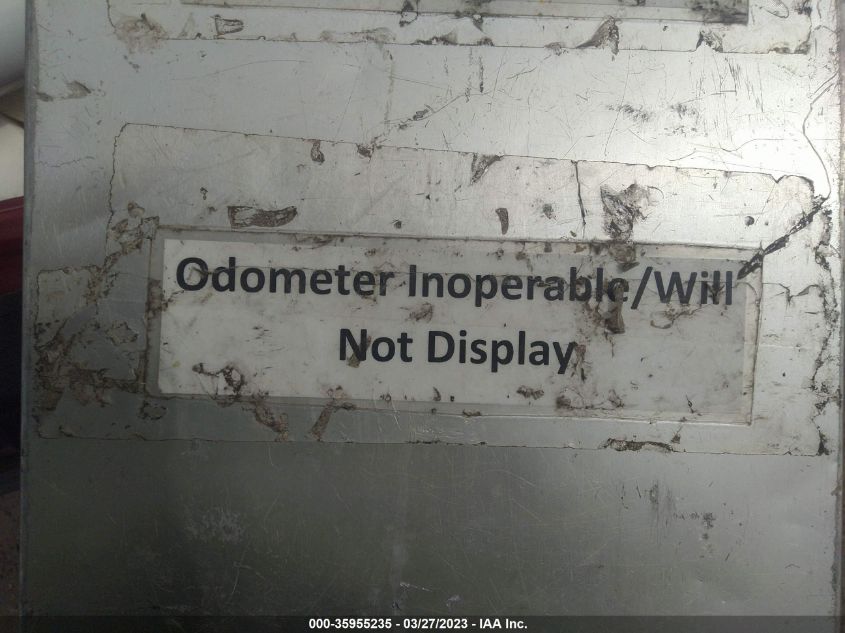 Odometer Inoperable/Will
Not Display
000-35955235 - 03/27/2023 - IAA Inc.